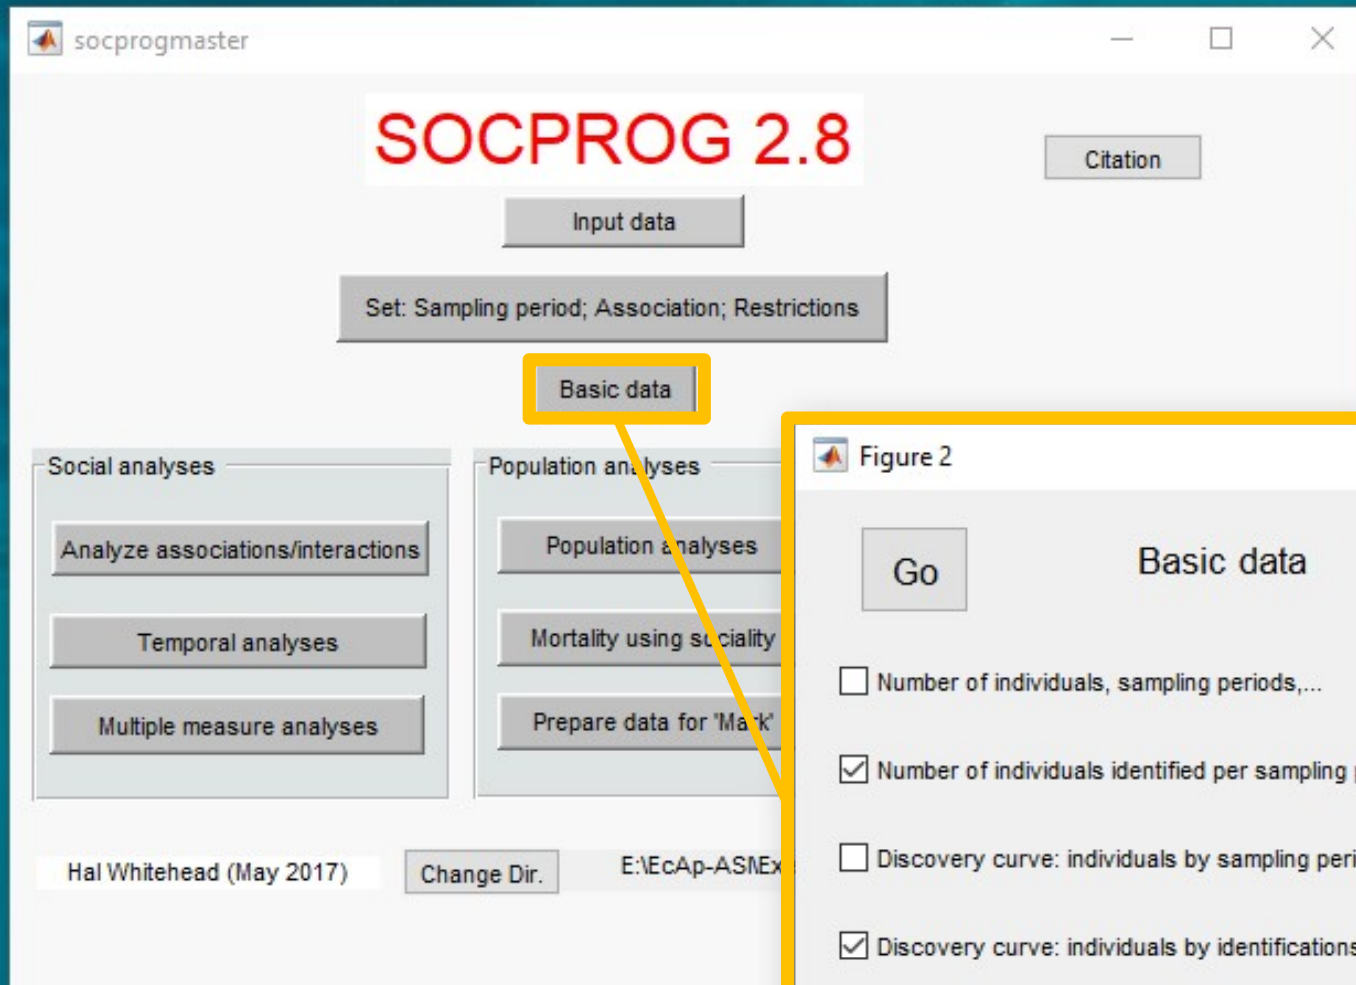 socprogmaster
SOCPROG 2.8
Citation
Input data
Set: Sampling period; Association; Restrictions
Basic data
Social analyses
Analyze associations/interactions
Temporal analyses
Multiple measure analyses
Population analyses
Population analyses
Mortality using sociality
Prepare data for 'Mark'
Hal Whitehead (May 2017)
Change Dir.
E:\EcAp-ASI\Ex
Figure 2
Go
Basic data
Number of individuals, sampling periods,...
Number of individuals identified per sampling
Discovery curve: individuals by sampling peri
Discovery curve: individuals by identifications